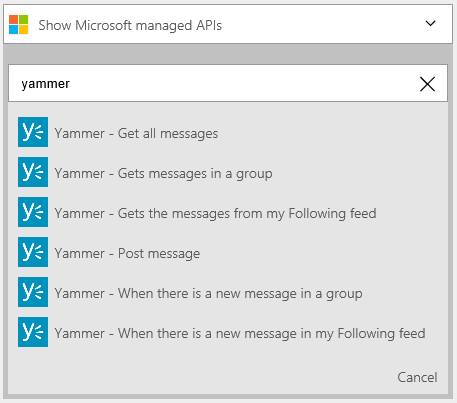 Show Microsoft managed APIs
yammer
Yammer - Get all messages
Yammer - Gets messages in a group
Yammer - Gets the messages from my Following feed
Yammer - Post message
Yammer - When there is a new message in a group
Yammer - When there is a new message in my Following feed
Cancel